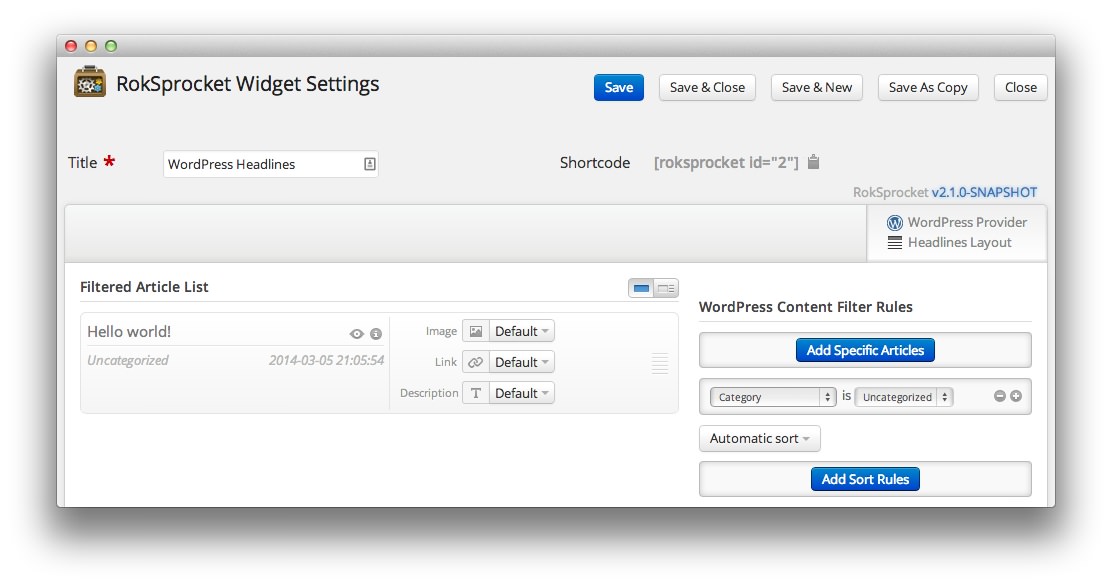 RokSprocket Widget Settings
Save
Save & Close
Save & New
Save As Copy
Close
Title *
WordPress Headlines
Shortcode
[roksprocket id="2"]
RokSprocket v2.1.0-SNAPSHOT
WordPress Provider
Headlines Layout
Filtered Article List
Hello world!
Uncategorized
2014-03-05 21:05:54
Image
Default
Link
Default
Description
T
Default
WordPress Content Filter Rules
Add Specific Articles
Category
is
Uncategorized
Automatic sort
Add Sort Rules